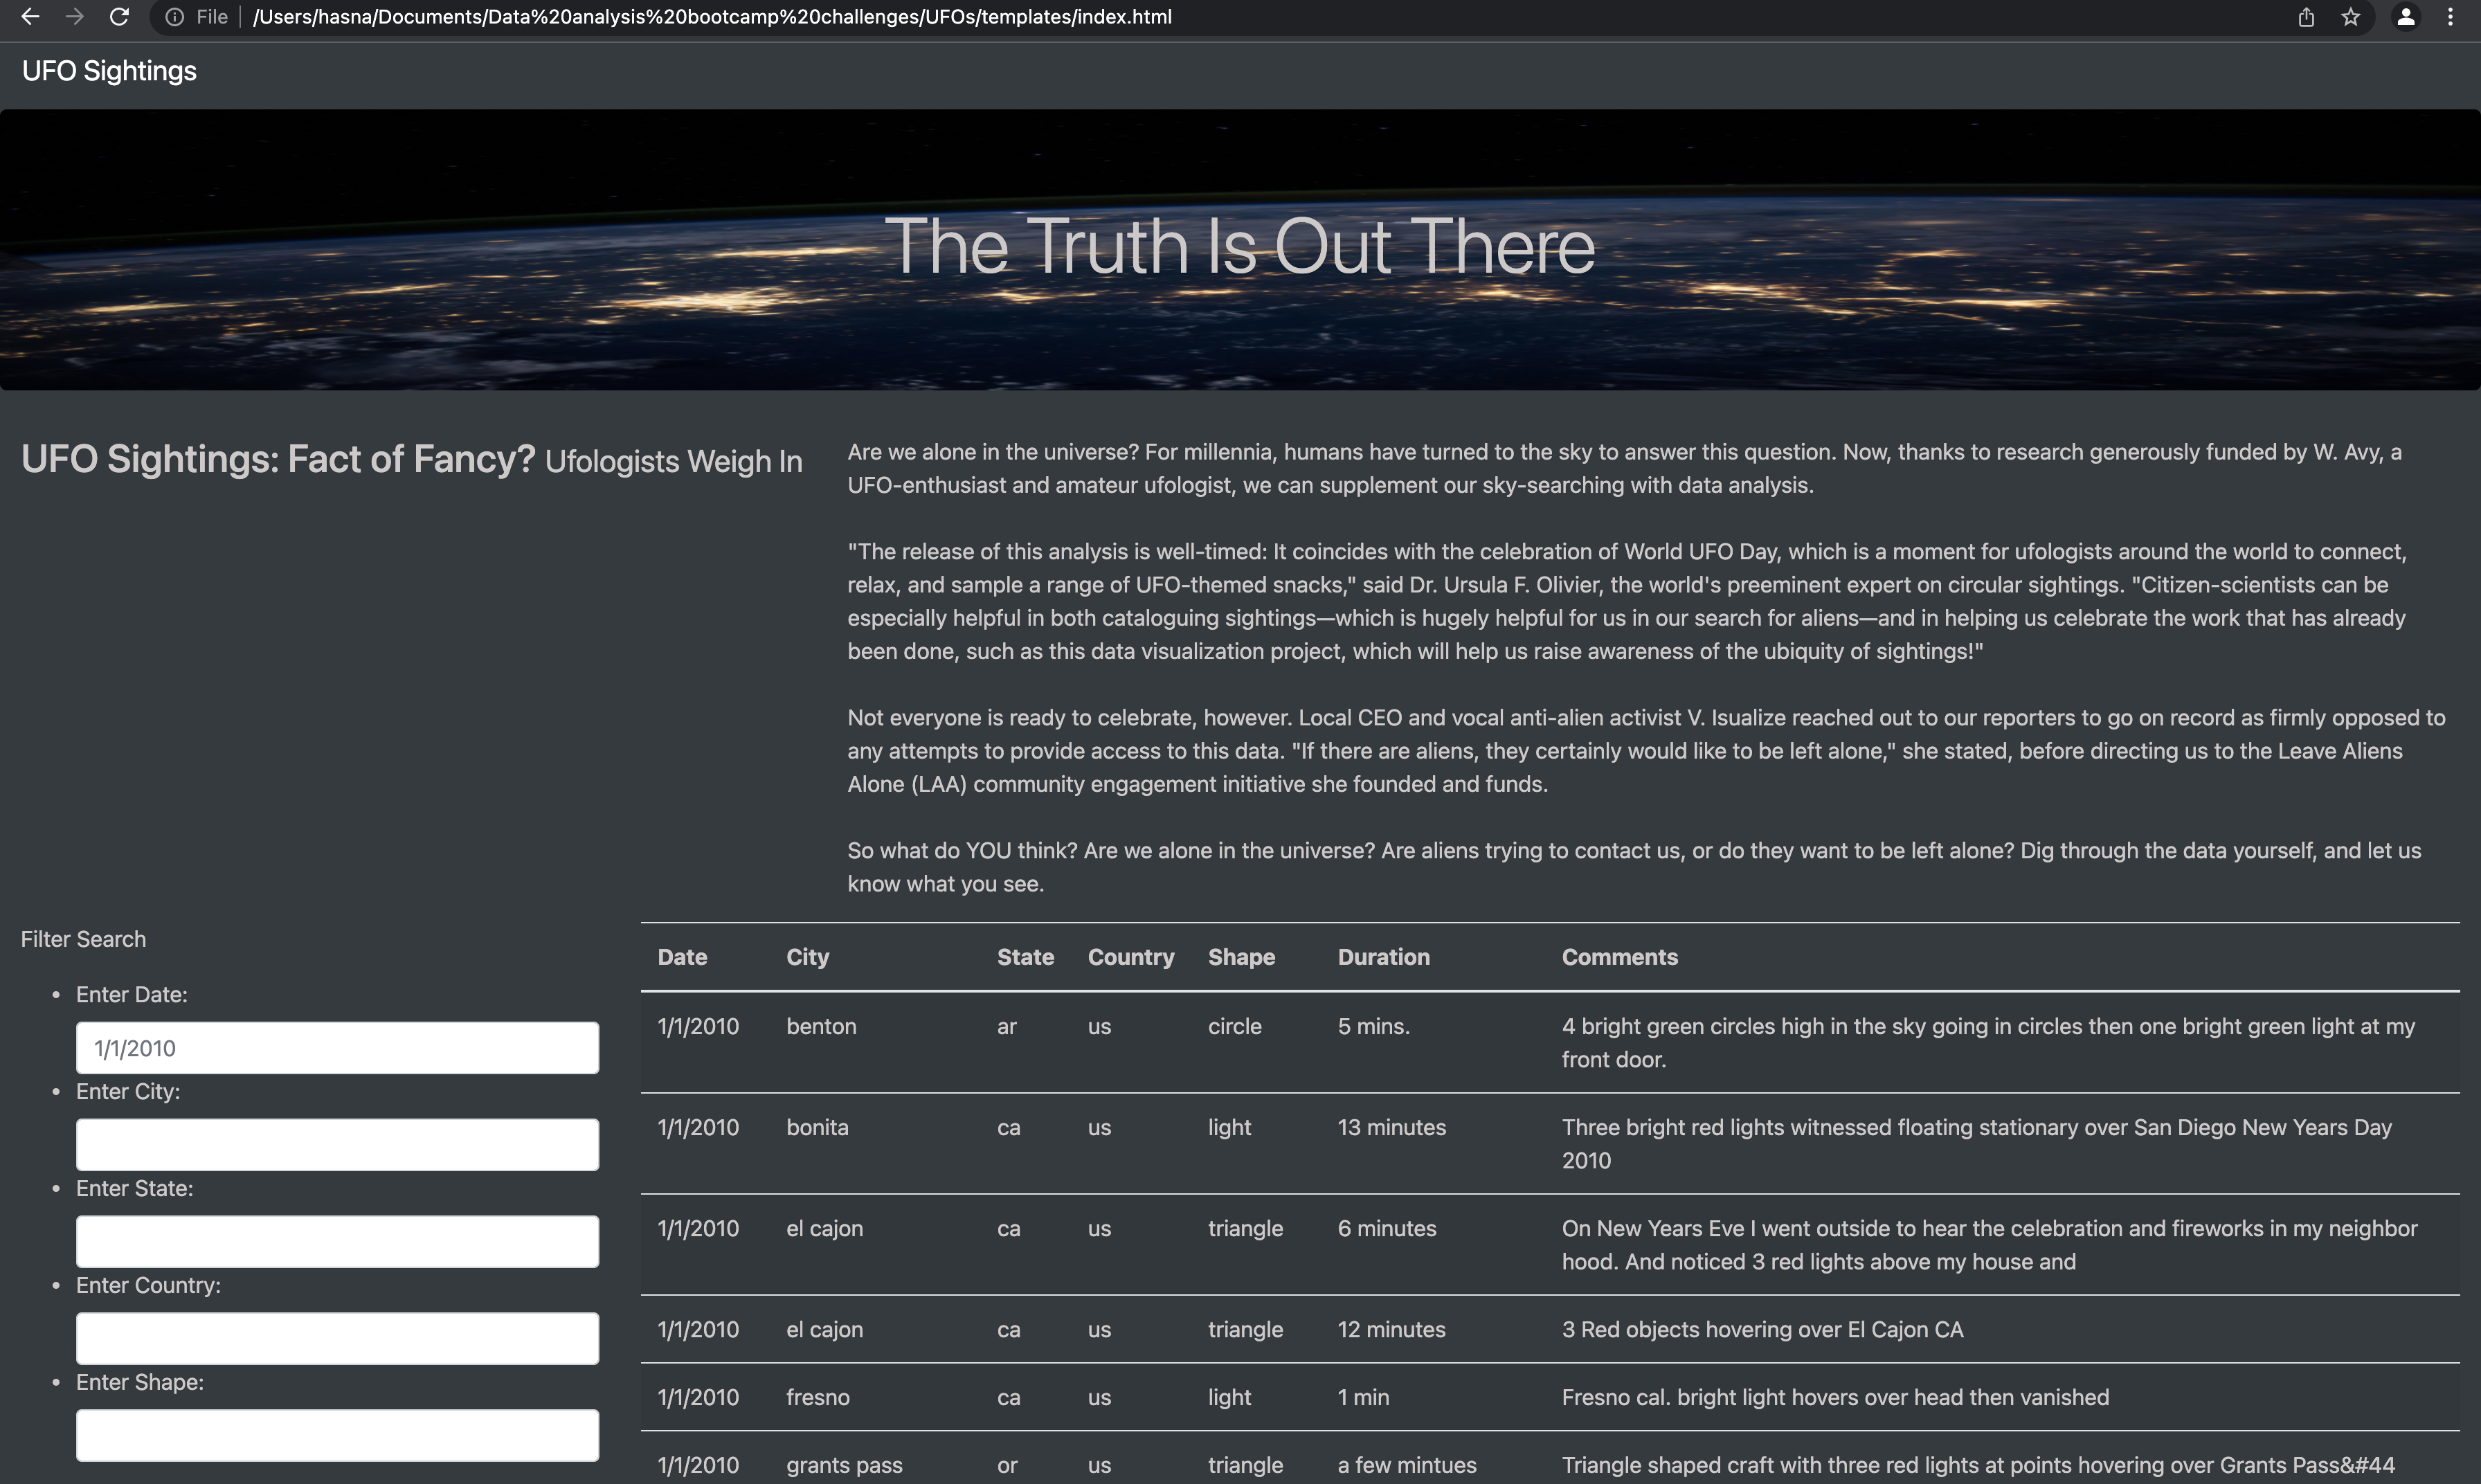 File | /Users/hasna/Documents/Data%20analysis%20bootcamp%20challenges/UFOs/templates/index.html
UFO Sightings
The Truth Is Out There
UFO Sightings: Fact of Fancy? Ufologists Weigh In
Are we alone in the universe? For millennia, humans have turned to the sky to answer this question. Now, thanks to research generously funded by W. Avy, a
UFO-enthusiast and amateur ufologist, we can supplement our sky-searching with data analysis.
"The release of this analysis is well-timed: It coincides with the celebration of World UFO Day, which is a moment for ufologists around the world to connect,
relax, and sample a range of UFO-themed snacks," said Dr. Ursula F. Olivier, the world's preeminent expert on circular sightings. "Citizen-scientists can be
especially helpful in both cataloguing sightings—which is hugely helpful for us in our search for aliens—and in helping us celebrate the work that has already
been done, such as this data visualization project, which will help us raise awareness of the ubiquity of sightings!"
Not everyone is ready to celebrate, however. Local CEO and vocal anti-alien activist V. Isualize reached out to our reporters to go on record as firmly opposed to
any attempts to provide access to this data. "If there are aliens, they certainly would like to be left alone," she stated, before directing us to the Leave Aliens
Alone (LAA) community engagement initiative she founded and funds.
So what do YOU think? Are we alone in the universe? Are aliens trying to contact us, or do they want to be left alone? Dig through the data yourself, and let us
know what you see.
Filter Search
Enter Date:
1/1/2010
Enter City:
Enter State:
Enter Country:
Enter Shape:
Date City State Country Shape Duration Comments
1/1/2010 benton ar us circle 5 mins. 4 bright green circles high in the sky going in circles then one bright green light at my
front door.
1/1/2010 bonita ca us light 13 minutes Three bright red lights witnessed floating stationary over San Diego New Years Day
2010
1/1/2010 el cajon ca us triangle 6 minutes On New Years Eve I went outside to hear the celebration and fireworks in my neighbor
hood. And noticed 3 red lights above my house and
1/1/2010 el cajon ca us triangle 12 minutes 3 Red objects hovering over El Cajon CA
1/1/2010 fresno ca us light 1 min Fresno cal. bright light hovers over head then vanished
1/1/2010 grants pass or us triangle a few mintues Triangle shaped craft with three red lights at points hovering over Grants Pass&#44